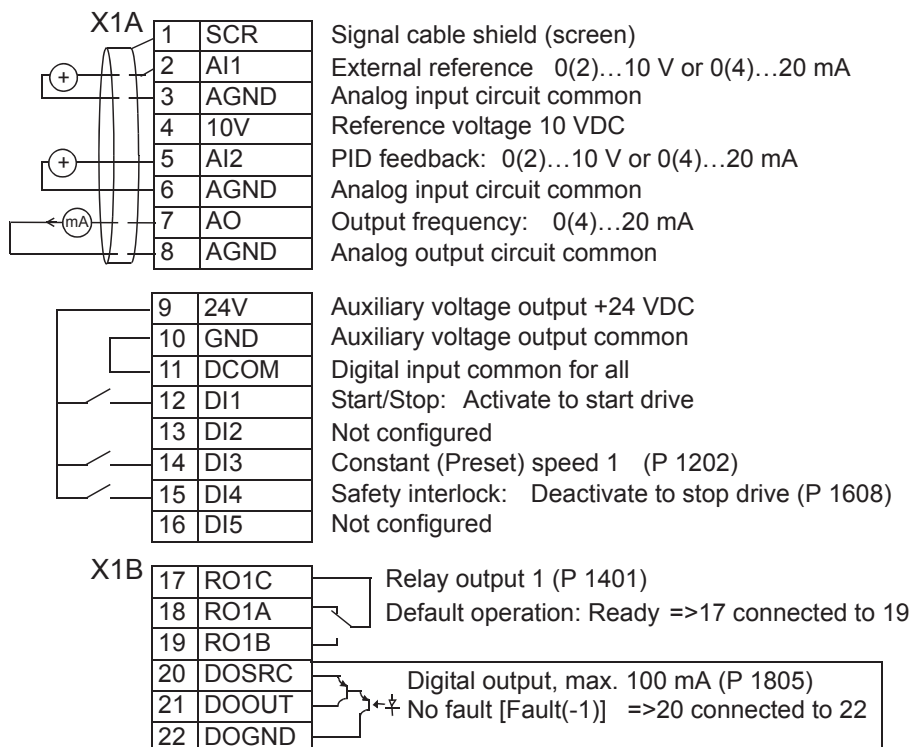 X1A
1 SCR Signal cable shield (screen)
2 AI1 External reference 0(2)…10 V or 0(4)…20 mA
3 AGND Analog input circuit common
4 10V Reference voltage 10 VDC
5 AI2 PID feedback: 0(2)…10 V or 0(4)…20 mA
6 AGND Analog input circuit common
mA 7 AO Output frequency: 0(4)…20 mA
8 AGND Analog output circuit common
9 24V Auxiliary voltage output +24 VDC
10 GND Auxiliary voltage output common
11 DCOM Digital input common for all
12 DI1 Start/Stop: Activate to start drive
13 DI2 Not configured
14 DI3 Constant (Preset) speed 1 (P 1202)
15 DI4 Safety interlock: Deactivate to stop drive (P 1608)
16 DI5 Not configured
X1B
17 RO1C Relay output 1 (P 1401)
18 RO1A Default operation: Ready =>17 connected to 19
19 RO1B
20 DOSRC Digital output, max. 100 mA (P 1805)
21 DOOUT No fault [Fault(-1)] =>20 connected to 22
22 DOGND